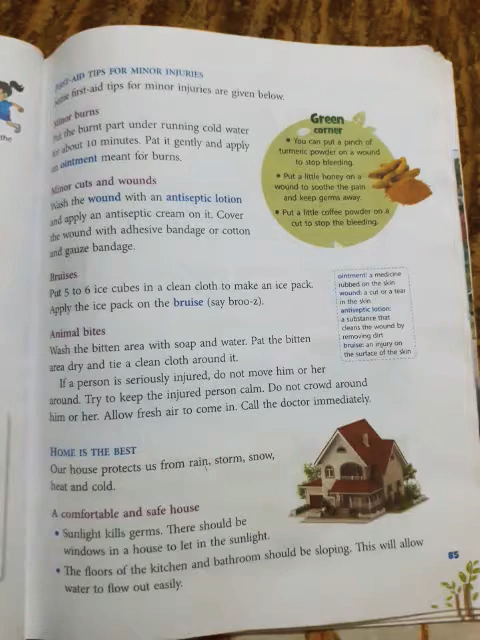 the
FIRST-AID TIPS FOR MINOR INJURIES
Some first-aid tips for minor injuries are given below.
Minor burns
Put the burnt part under running cold water
for about 10 minutes. Pat it gently and apply
an ointment meant for burns.
Minor cuts and wounds
Wash the wound with an antiseptic lotion
and apply an antiseptic cream on it. Cover
the wound with adhesive bandage or cotton
and gauze bandage.
Green
corner
• You can put a pinch of
turmeric powder on a wound
to stop bleeding.
• Put a little honey on a
wound to soothe the pain
and keep germs away.
• Put a little coffee powder on a
cut to stop the bleeding.
Bruises
Put 5 to 6 ice cubes in a clean cloth to make an ice pack.
Apply the ice pack on the bruise (say broo-z).
Animal bites
Wash the bitten area with soap and water. Pat the bitten
area dry and tie a clean cloth around it.
If a person is seriously injured, do not move him or her
around. Try to keep the injured person calm. Do not crowd around
him or her. Allow fresh air to come in. Call the doctor immediately.
ointment: a medicine
rubbed on the skin
wound: a cut or a tear
in the skin
antiseptic lotion:
a substance that
cleans the wound by
removing dirt
bruise: an injury on
the surface of the skin
HOME IS THE BEST
Our house protects us from rain, storm, snow,
heat and cold.
A comfortable and safe house
• Sunlight kills germs. There should be
windows in a house to let in the sunlight.
• The floors of the kitchen and bathroom should be sloping. This will allow
water to flow out easily.
85